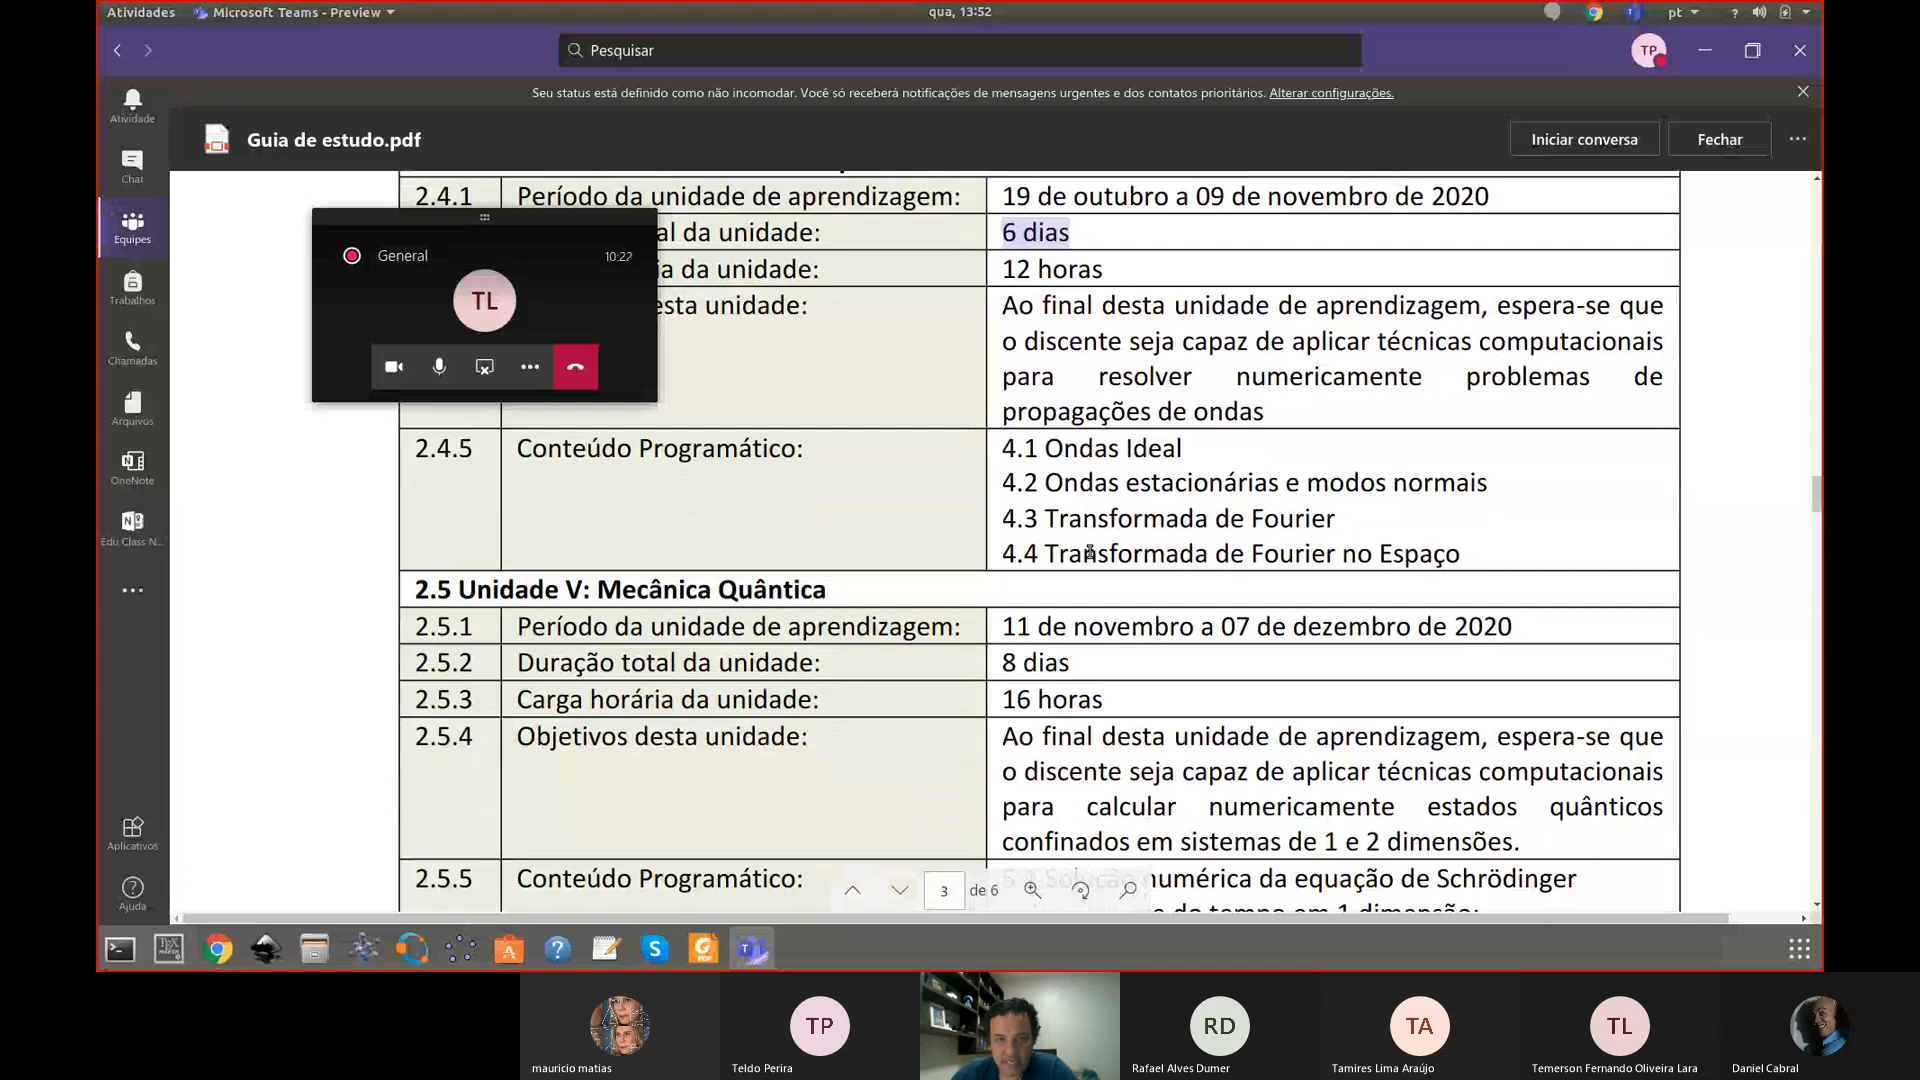 Atividades
Microsoft Teams - Preview
qua, 13:52
pt
Pesquisar
TP
Seu status está definido como não incomodar. Você só receberá notificações de mensagens urgentes e dos contatos prioritários. Alterar configurações.
Guia de estudo.pdf
Iniciar conversa
Fechar
Atividade
Chat
Equipes
Trabalhos
Chamadas
Arquivos
OneNote
Edu Class N...
Aplicativos
Ajuda
2.4.1 Período da unidade de aprendizagem: 19 de outubro a 09 de novembro de 2020
al da unidade: 6 dias
ia da unidade: 12 horas
esta unidade: Ao final desta unidade de aprendizagem, espera-se que
o discente seja capaz de aplicar técnicas computacionais
para resolver numericamente problemas de
propagações de ondas
General
10:22
TL
2.4.5 Conteúdo Programático: 4.1 Ondas Ideal
4.2 Ondas estacionárias e modos normais
4.3 Transformada de Fourier
4.4 Transformada de Fourier no Espaço
2.5 Unidade V: Mecânica Quântica
2.5.1 Período da unidade de aprendizagem: 11 de novembro a 07 de dezembro de 2020
2.5.2 Duração total da unidade: 8 dias
2.5.3 Carga horária da unidade: 16 horas
2.5.4 Objetivos desta unidade: Ao final desta unidade de aprendizagem, espera-se que
o discente seja capaz de aplicar técnicas computacionais
para calcular numericamente estados quânticos
confinados em sistemas de 1 e 2 dimensões.
2.5.5 Conteúdo Programático: numérica da equação de Schrödinger
3 de 6
TP
RD
TA
TL
mauricio matias
Teldo Perira
Rafael Alves Dumer
Tamires Lima Araújo
Temerson Fernando Oliveira Lara
Daniel Cabral